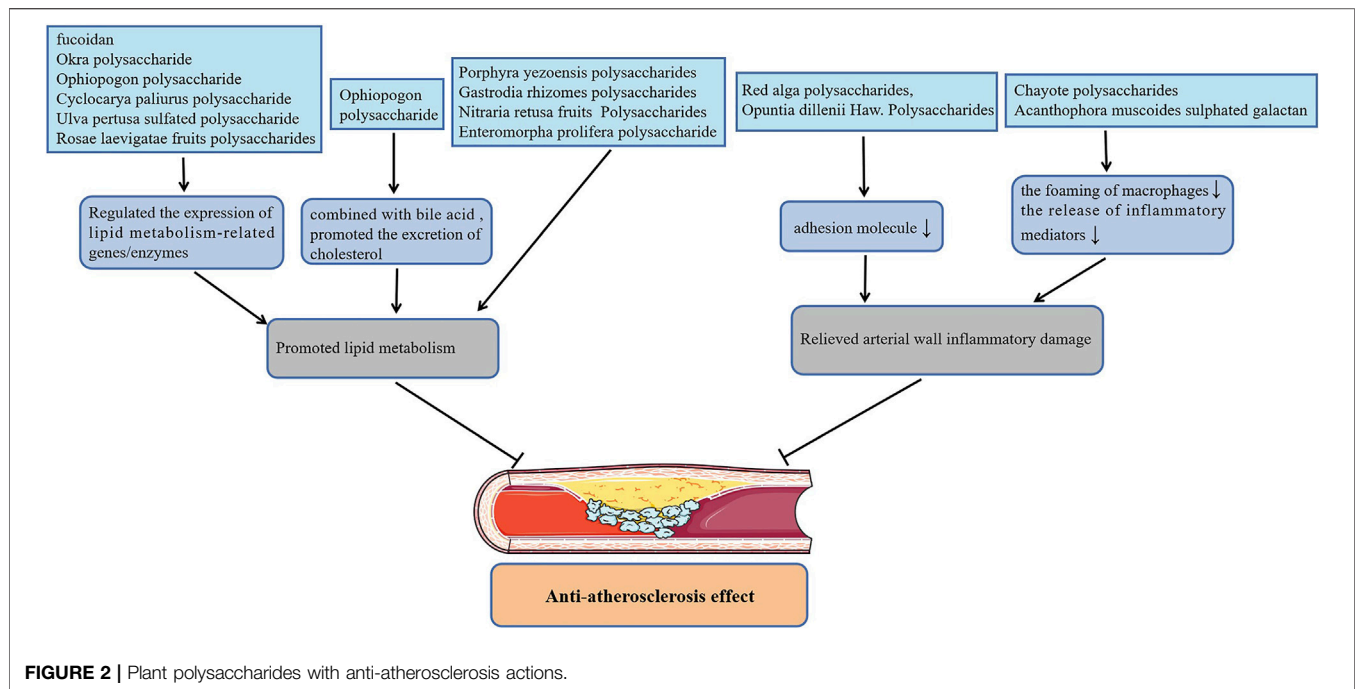 fucoidan
Okra polysaccharide
Ophiopogon polysaccharide
Cyclocarya paliurus polysaccharide
Ulva pertusa sulfated polysaccharide
Rosae laevigatae fruits polysaccharides
Ophiopogon
polysaccharide
Porphyra yezoensis polysaccharides
Gastrodia rhizomes polysaccharides
Nitraria retusa fruits Polysaccharides
Enteromorpha prolifera polysaccharide
Red alga polysaccharides,
Opuntia dillenii Haw. Polysaccharides
Chayote polysaccharides
Acanthophora muscoides sulphated galactan
Regulated the expression of
lipid metabolism-related
genes/enzymes
combined with bile acid ,
promoted the excretion of
cholesterol
adhesion molecule ↓
the foaming of macrophages ↓
the release of inflammatory
mediators ↓
Promoted lipid metabolism
Relieved arterial wall inflammatory damage
Anti-atherosclerosis effect
FIGURE 2 | Plant polysaccharides with anti-atherosclerosis actions.